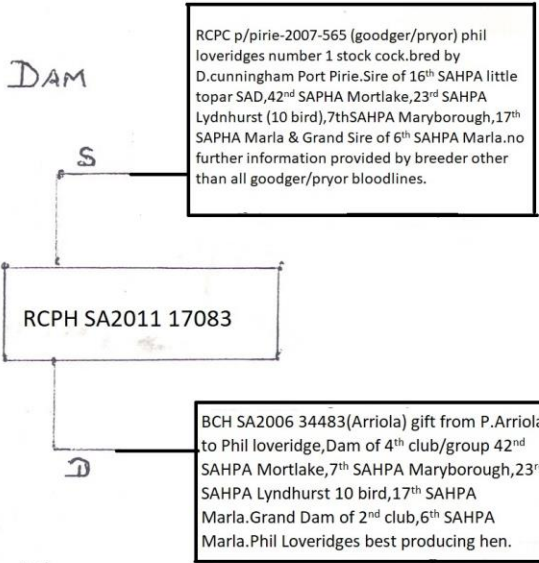 RCPC p/pirie-2007-565 (goodger/pryor) phil
loveridges number 1 stock cock.bred by
D.cunningham Port Pirie.Sire of 16th SAHPA little
topar SAD,42nd SAPHA Mortlake,23rd SAHPA
Lydnhurst (10 bird),7thSAHPA Maryborough,17th
SAPHA Marla & Grand Sire of 6th SAHPA Marla.no
further information provided by breeder other
than all goodger/pryor bloodlines.
DAM
S
RCPH SA2011 17083
D
BCH SA2006 34483(Arriola) gift from P.Arriola
to Phil loveridge,Dam of 4th club/group 42nd
SAHPA Mortlake,7th SAHPA Maryborough,23rd
SAHPA Lyndhurst 10 bird,17th SAHPA
Marla.Grand Dam of 2nd club,6th SAHPA
Marla.Phil Loveridges best producing hen.